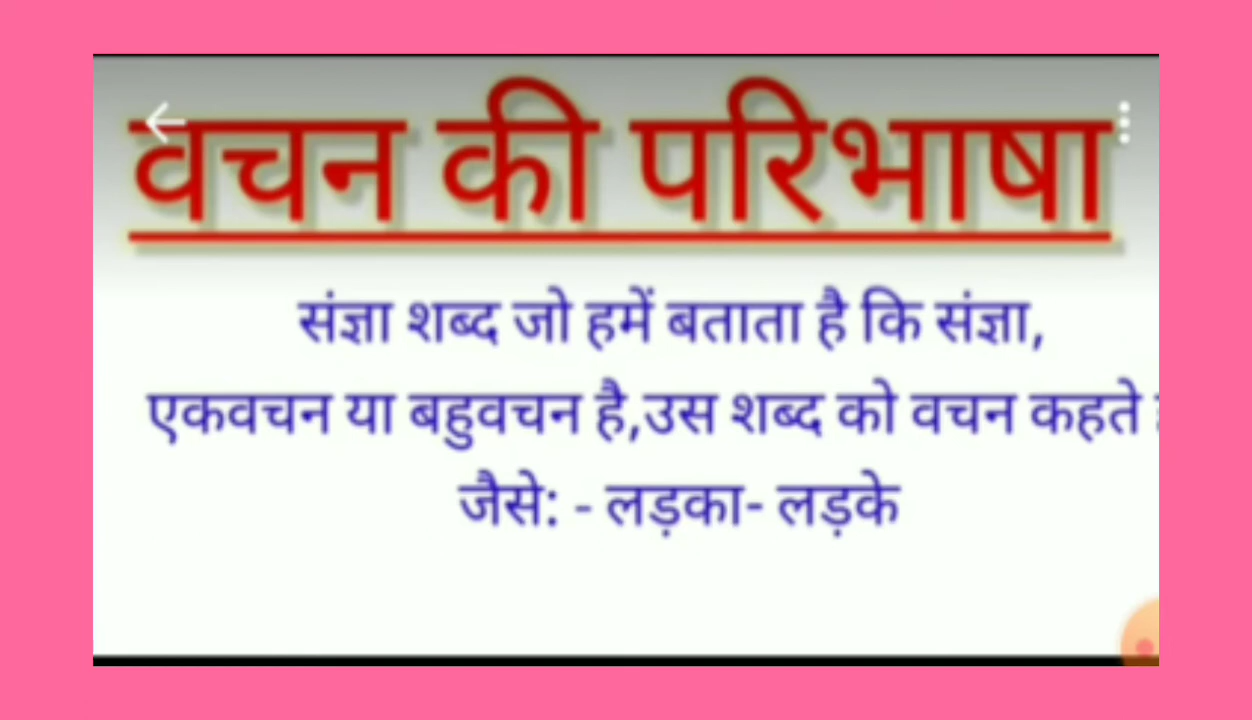 वचन की परिभाषा
संज्ञा शब्द जो हमें बताता है कि संज्ञा,
एकवचन या बहुवचन है,उस शब्द को वचन कहते
जैसे: - लड़का- लड़के